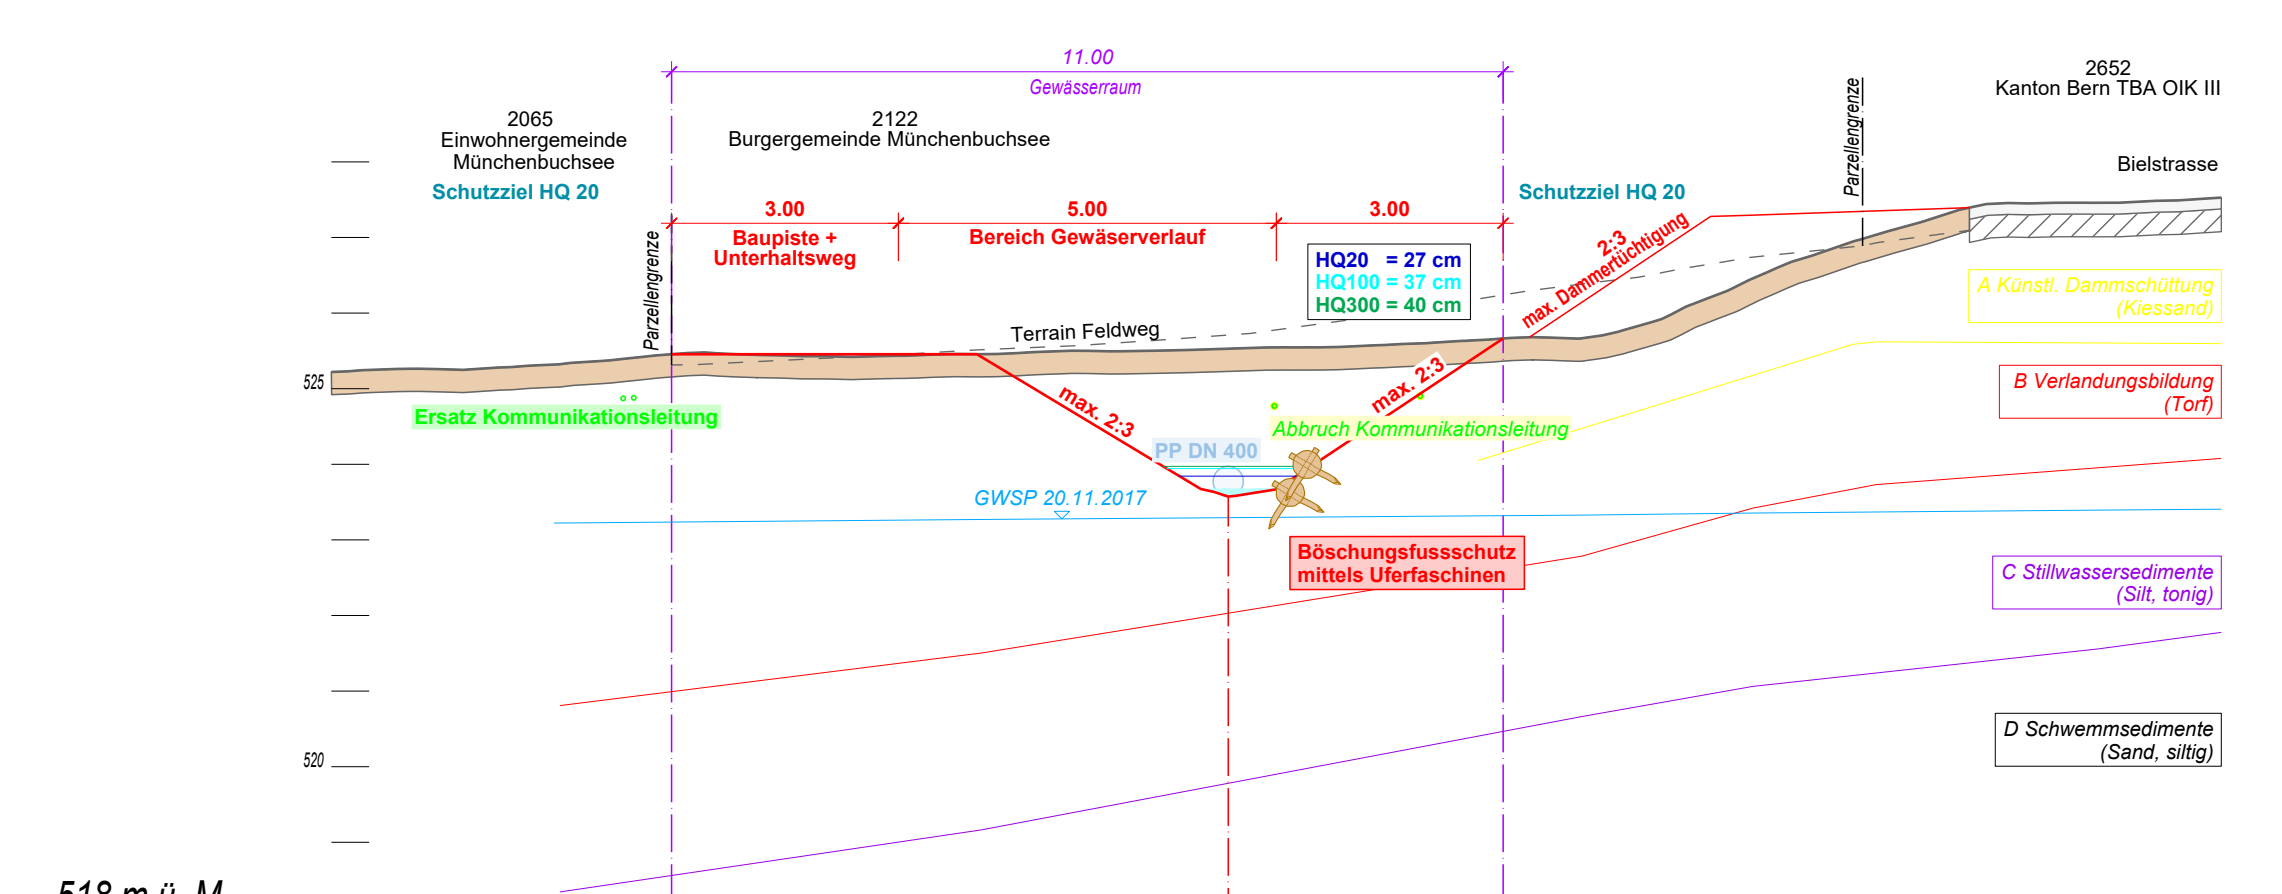 11.00
Gewässerraum
2065
Einwohnergemeinde
Münchenbuchsee
Schutzziel HQ 20
2122
Burgergemeinde Münchenbuchsee
Schutzziel HQ 20
Parzellengrenze
2652
Kanton Bern TBA OIK III
Bielstrasse
3.00
Baupiste +
Unterhaltsweg
5.00
Bereich Gewäserverlauf
3.00
Parzellengrenze
HQ20 = 27 cm
HQ100 = 37 cm
HQ300 = 40 cm
2:3
max. Dammertüchtigung
Terrain Feldweg
A Künstl. Dammschüttung
(Kiessand)
525
B Verlandungsbildung
(Torf)
Ersatz Kommunikationsleitung
max. 2:3
max. 2:3
Abbruch Kommunikationsleitung
PP DN 400
GWSP 20.11.2017
Böschungsfussschutz
mittels Uferfaschinen
C Stillwassersedimente
(Silt, tonig)
D Schwemmsedimente
(Sand, siltig)
520
518 m ü. M.